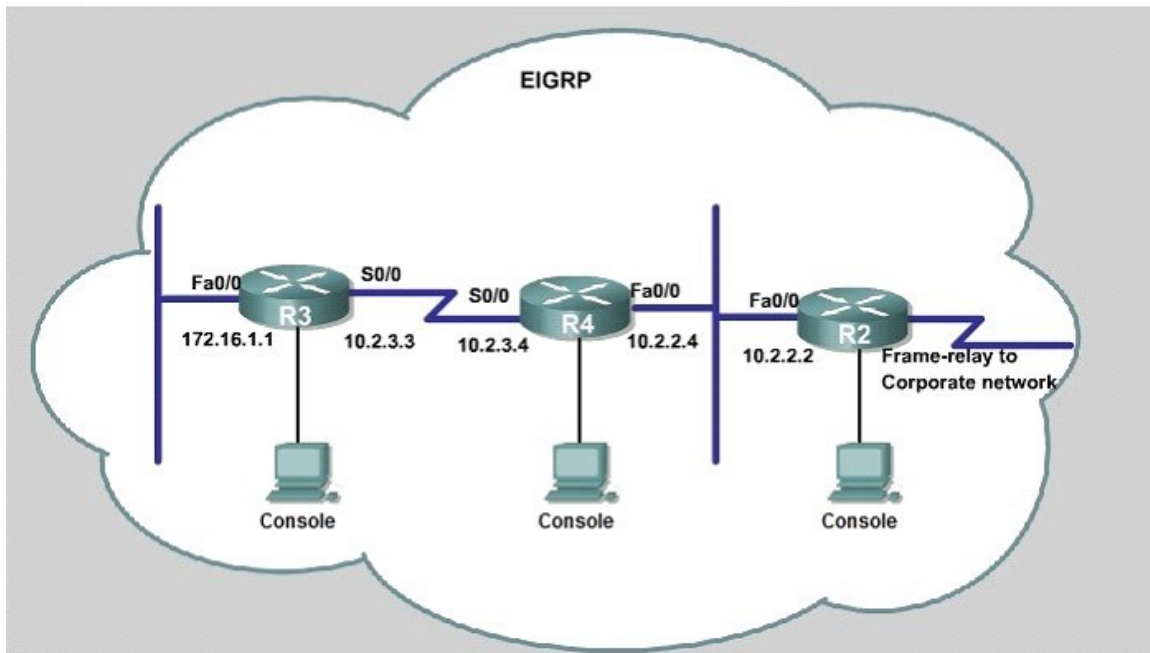 EIGRP
Fa0/0
S0/0
S0/0
Fa0/0
Fa0/0
R3
R4
R2
172.16.1.1
10.2.3.3
10.2.3.4
10.2.2.4
10.2.2.2
Frame-relay to
Corporate network
Console
Console
Console